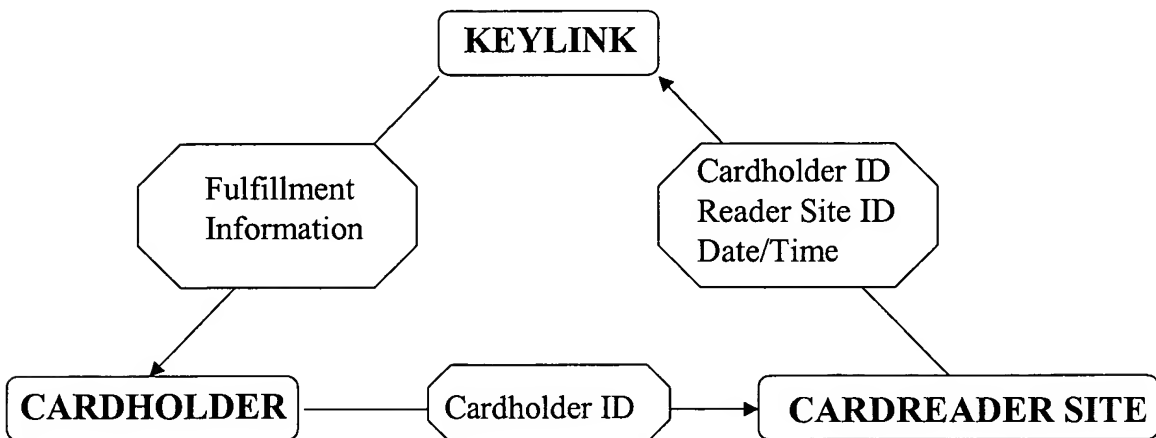 KEYLINK
Fulfillment
Information
Cardholder ID
Reader Site ID
Date/Time
CARDHOLDER
Cardholder ID
CARDREADER SITE